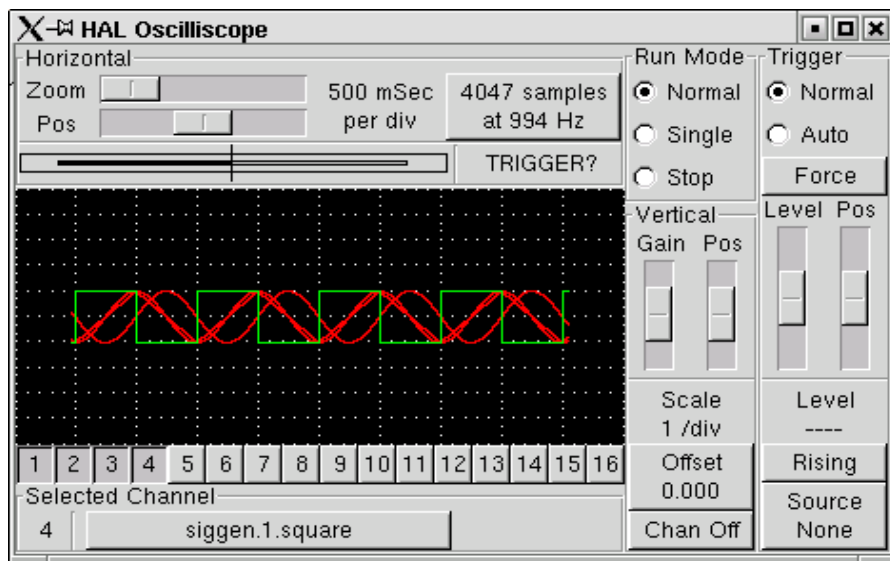 HAL Oscilliscope
Horizontal
Zoom
Pos
500 mSec
per div
4047 samples
at 994 Hz
TRIGGER?
Run Mode
Normal
Single
Stop
Trigger
Normal
Auto
Force
Vertical
Gain Pos
Level Pos
Scale
1 /div
Offset
0.000
Chan Off
Level
----
Rising
Source
None
1 2 3 4 5 6 7 8 9 10 11 12 13 14 15 16
Selected Channel
4 siggen.1.square